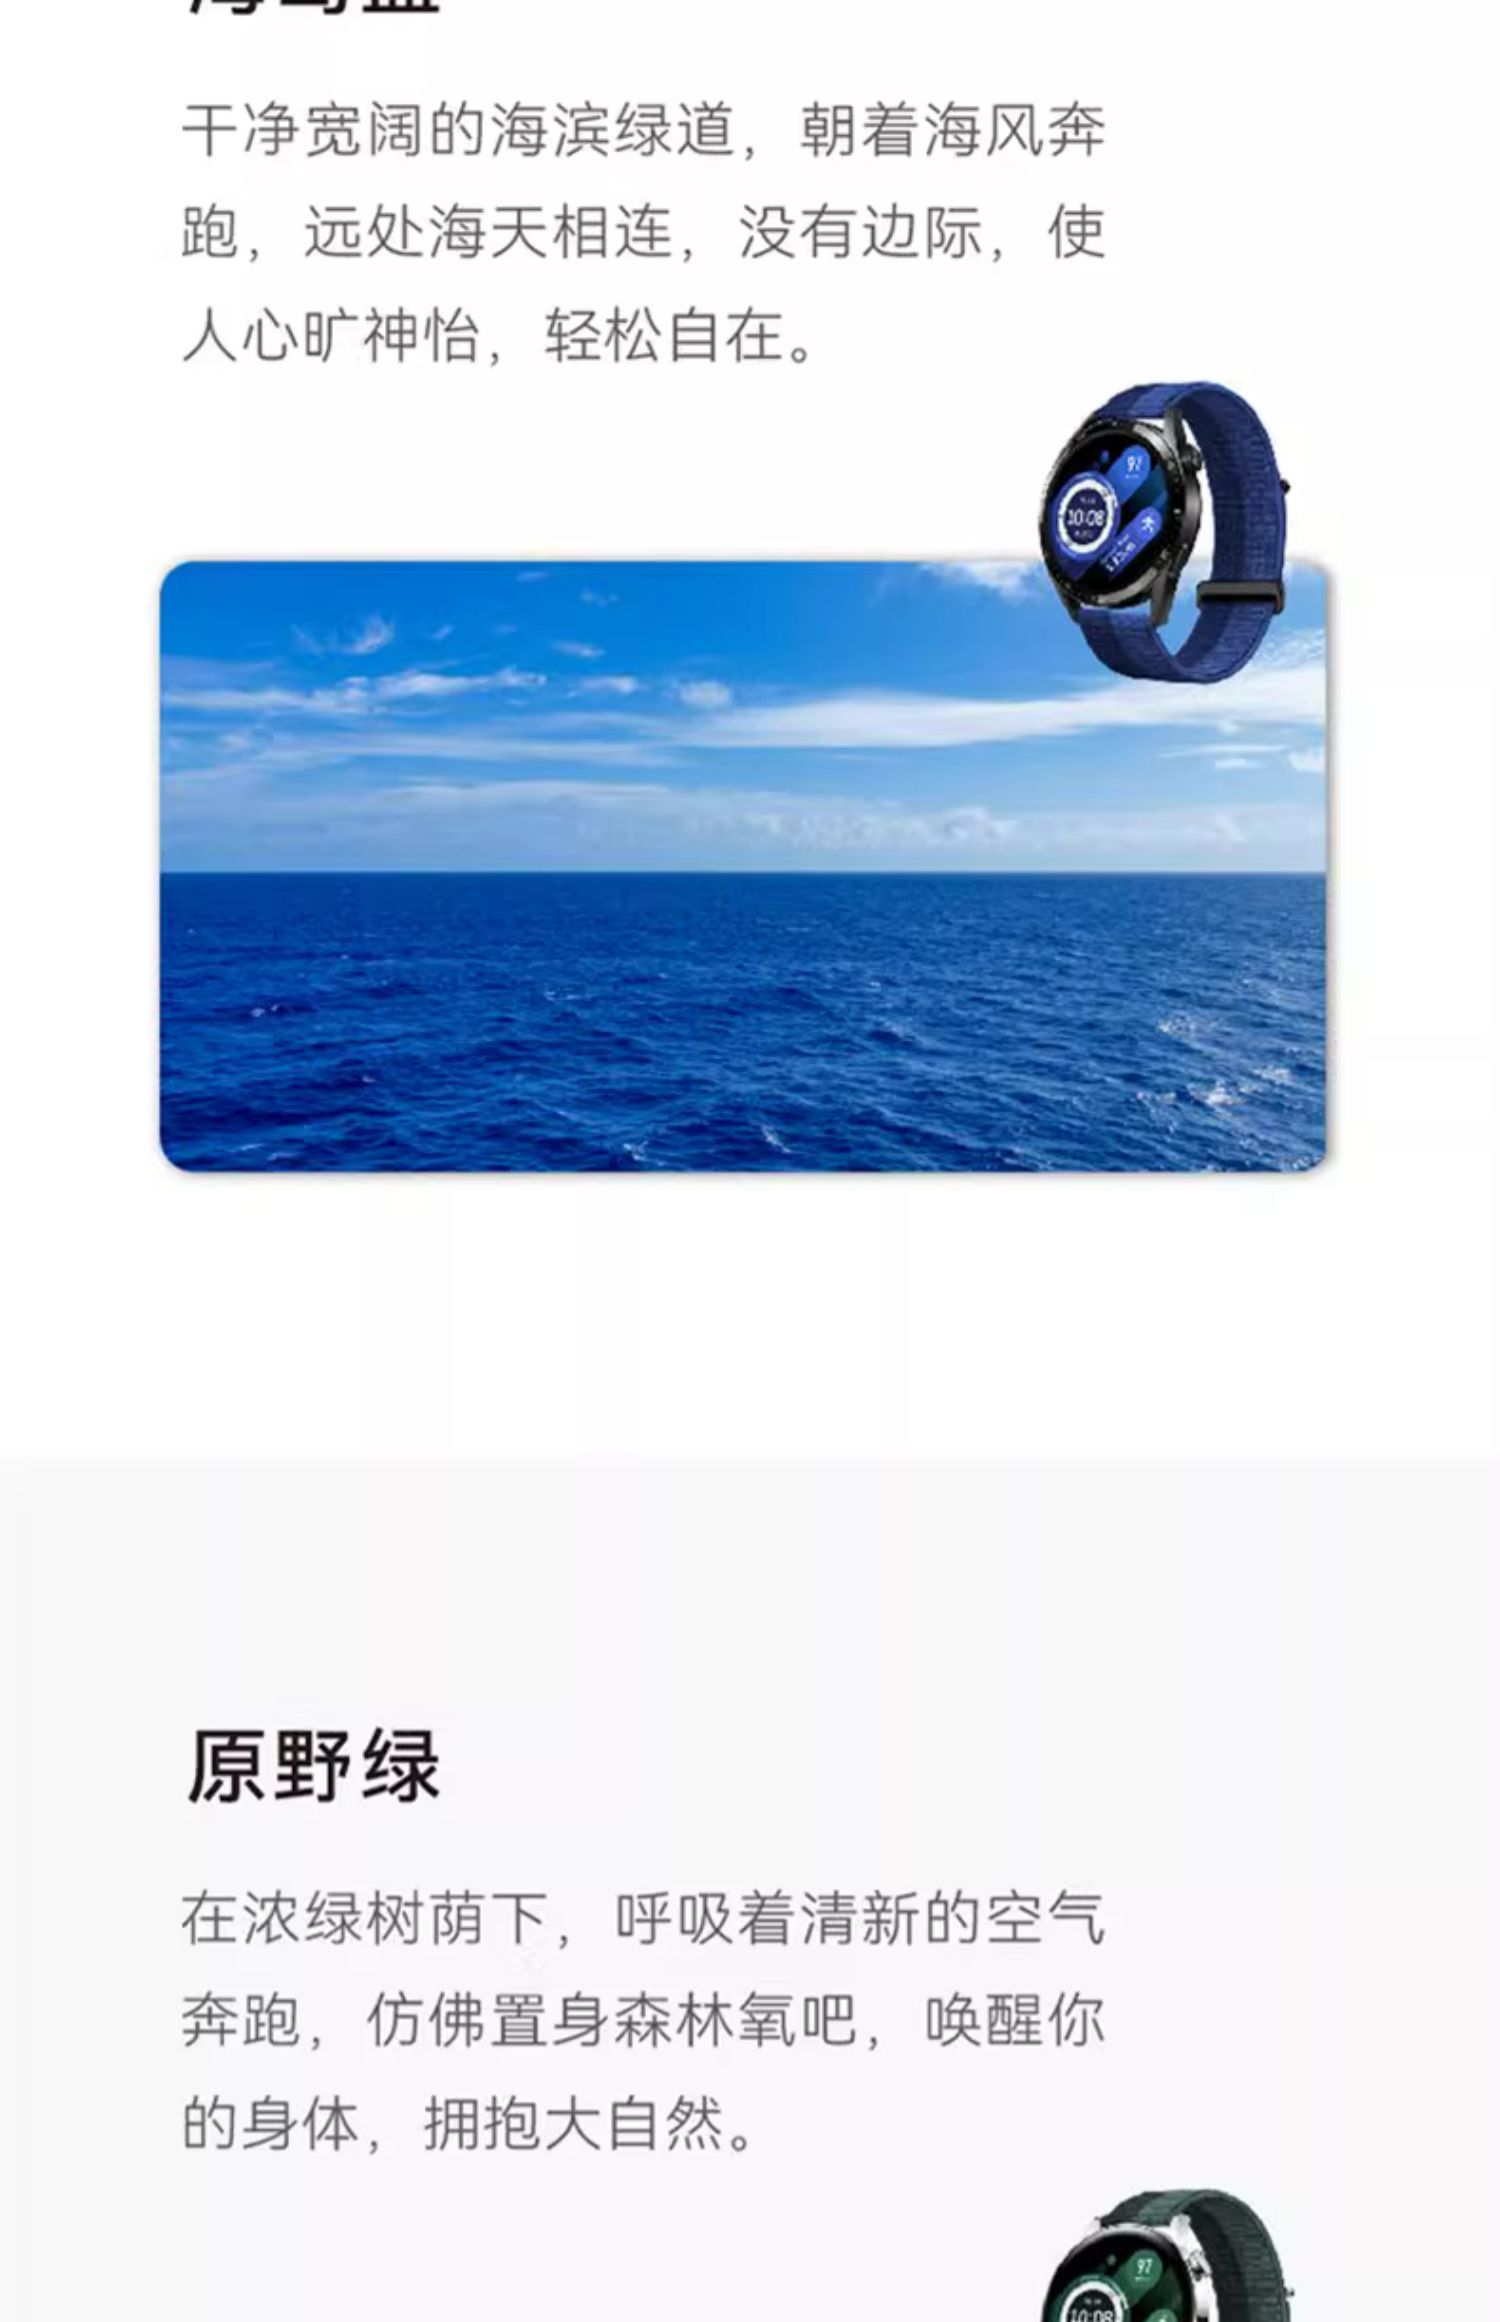 干净宽阔的海滨绿道，朝着海风奔
跑，远处海天相连，没有边际，使
人心旷神怡，轻松自在。
97
10:08
原野绿
在浓绿树荫下，呼吸着清新的空气
奔跑，仿佛置身森林氧吧，唤醒你
的身体，拥抱大自然。
97
10:08